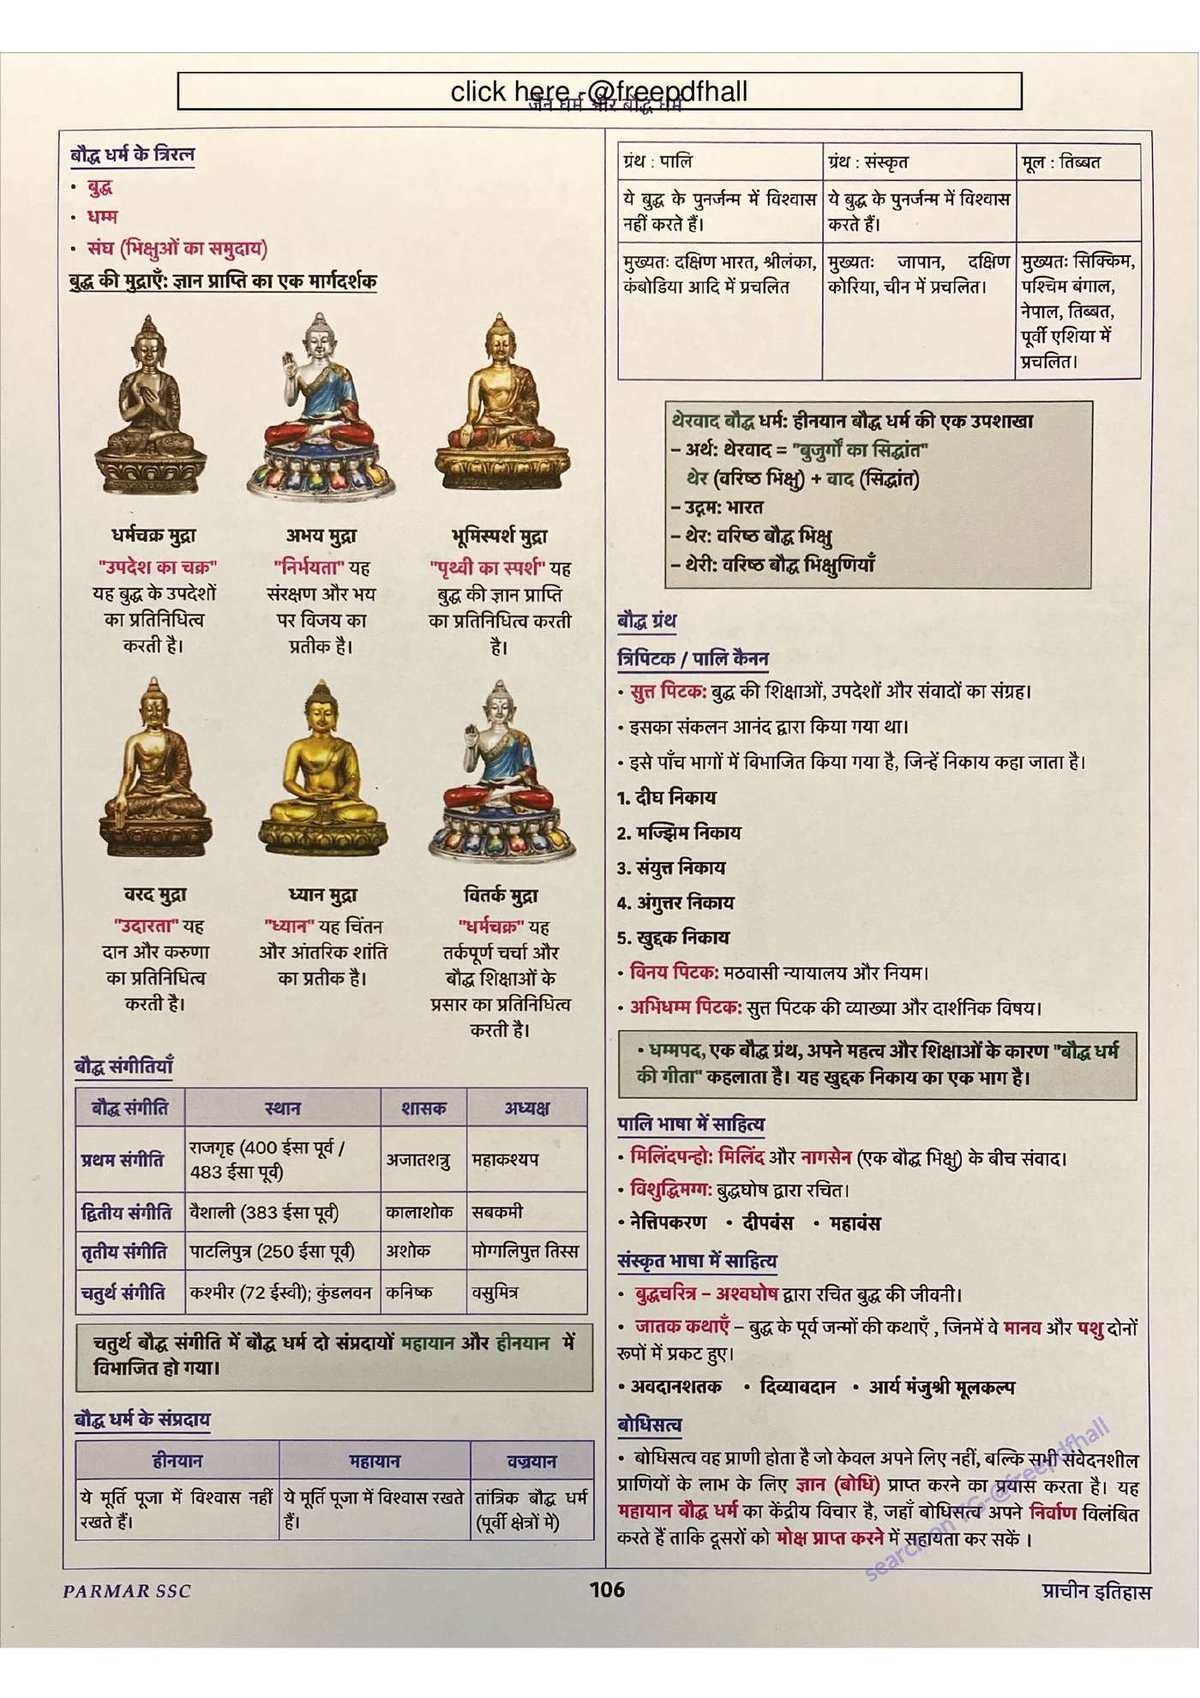 click here -@freepdfhall
जैन धर्म और बौद्ध धर्म
बौद्ध धर्म के त्रिरत्न
• बुद्ध
• धम्म
• संघ (भिक्षुओं का समुदाय)
बुद्ध की मुद्राएँ: ज्ञान प्राप्ति का एक मार्गदर्शक
धर्मचक्र मुद्रा
"उपदेश का चक्र"
यह बुद्ध के उपदेशों
का प्रतिनिधित्व
करती है।
अभय मुद्रा
"निर्भयता" यह
संरक्षण और भय
पर विजय का
प्रतीक है।
भूमिस्पर्श मुद्रा
"पृथ्वी का स्पर्श" यह
बुद्ध की ज्ञान प्राप्ति
का प्रतिनिधित्व करती
है।
वरद मुद्रा
"उदारता" यह
दान और करुणा
का प्रतिनिधित्व
करती है।
ध्यान मुद्रा
"ध्यान" यह चिंतन
और आंतरिक शांति
का प्रतीक है।
वितर्क मुद्रा
"धर्मचक्र" यह
तर्कपूर्ण चर्चा और
बौद्ध शिक्षाओं के
प्रसार का प्रतिनिधित्व
करती है।
बौद्ध संगीतियाँ
बौद्ध संगीति स्थान शासक अध्यक्ष
प्रथम संगीति राजगृह (400 ईसा पूर्व / 483 ईसा पूर्व) अजातशत्रु महाकश्यप
द्वितीय संगीति वैशाली (383 ईसा पूर्व) कालाशोक सबकमी
तृतीय संगीति पाटलिपुत्र (250 ईसा पूर्व) अशोक मोग्गलिपुत्त तिस्स
चतुर्थ संगीति कश्मीर (72 ईस्वी); कुंडलवन कनिष्क वसुमित्र
चतुर्थ बौद्ध संगीति में बौद्ध धर्म दो संप्रदायों महायान और हीनयान में
विभाजित हो गया।
बौद्ध धर्म के संप्रदाय
हीनयान महायान वज्रयान
ये मूर्ति पूजा में विश्वास नहीं ये मूर्ति पूजा में विश्वास रखते तांत्रिक बौद्ध धर्म
रखते हैं। हैं। (पूर्वी क्षेत्रों में)
ग्रंथ : पालि ग्रंथ : संस्कृत मूल : तिब्बत
ये बुद्ध के पुनर्जन्म में विश्वास ये बुद्ध के पुनर्जन्म में विश्वास
नहीं करते हैं। करते हैं।
मुख्यतः दक्षिण भारत, श्रीलंका, मुख्यतः जापान, दक्षिण मुख्यतः सिक्किम,
कंबोडिया आदि में प्रचलित कोरिया, चीन में प्रचलित। पश्चिम बंगाल,
नेपाल, तिब्बत,
पूर्वी एशिया में
प्रचलित।
थेरवाद बौद्ध धर्म: हीनयान बौद्ध धर्म की एक उपशाखा
– अर्थ: थेरवाद = "बुजुर्गों का सिद्धांत"
थेर (वरिष्ठ भिक्षु) + वाद (सिद्धांत)
– उद्गम: भारत
– थेर: वरिष्ठ बौद्ध भिक्षु
– थेरी: वरिष्ठ बौद्ध भिक्षुणियाँ
बौद्ध ग्रंथ
त्रिपिटक / पालि कैनन
• सुत्त पिटक: बुद्ध की शिक्षाओं, उपदेशों और संवादों का संग्रह।
• इसका संकलन आनंद द्वारा किया गया था।
• इसे पाँच भागों में विभाजित किया गया है, जिन्हें निकाय कहा जाता है।
1. दीघ निकाय
2. मज्झिम निकाय
3. संयुत्त निकाय
4. अंगुत्तर निकाय
5. खुद्दक निकाय
• विनय पिटक: मठवासी न्यायालय और नियम।
• अभिधम्म पिटक: सुत्त पिटक की व्याख्या और दार्शनिक विषय।
• धम्मपद, एक बौद्ध ग्रंथ, अपने महत्व और शिक्षाओं के कारण "बौद्ध धर्म
की गीता" कहलाता है। यह खुद्दक निकाय का एक भाग है।
पालि भाषा में साहित्य
• मिलिंदपन्हो: मिलिंद और नागसेन (एक बौद्ध भिक्षु) के बीच संवाद।
• विशुद्धिमग्ग: बुद्धघोष द्वारा रचित।
• नेत्तिपकरण • दीपवंस • महावंस
संस्कृत भाषा में साहित्य
• बुद्धचरित्र – अश्वघोष द्वारा रचित बुद्ध की जीवनी।
• जातक कथाएँ – बुद्ध के पूर्व जन्मों की कथाएँ , जिनमें वे मानव और पशु दोनों
रूपों में प्रकट हुए।
• अवदानशतक • दिव्यावदान • आर्य मंजुश्री मूलकल्प
बोधिसत्व
• बोधिसत्व वह प्राणी होता है जो केवल अपने लिए नहीं, बल्कि सभी संवेदनशील
प्राणियों के लाभ के लिए ज्ञान (बोधि) प्राप्त करने का प्रयास करता है। यह
महायान बौद्ध धर्म का केंद्रीय विचार है, जहाँ बोधिसत्व अपने निर्वाण विलंबित
करते हैं ताकि दूसरों को मोक्ष प्राप्त करने में सहायता कर सकें ।
search on TG-@freepdfhall
PARMAR SSC
106
प्राचीन इतिहास